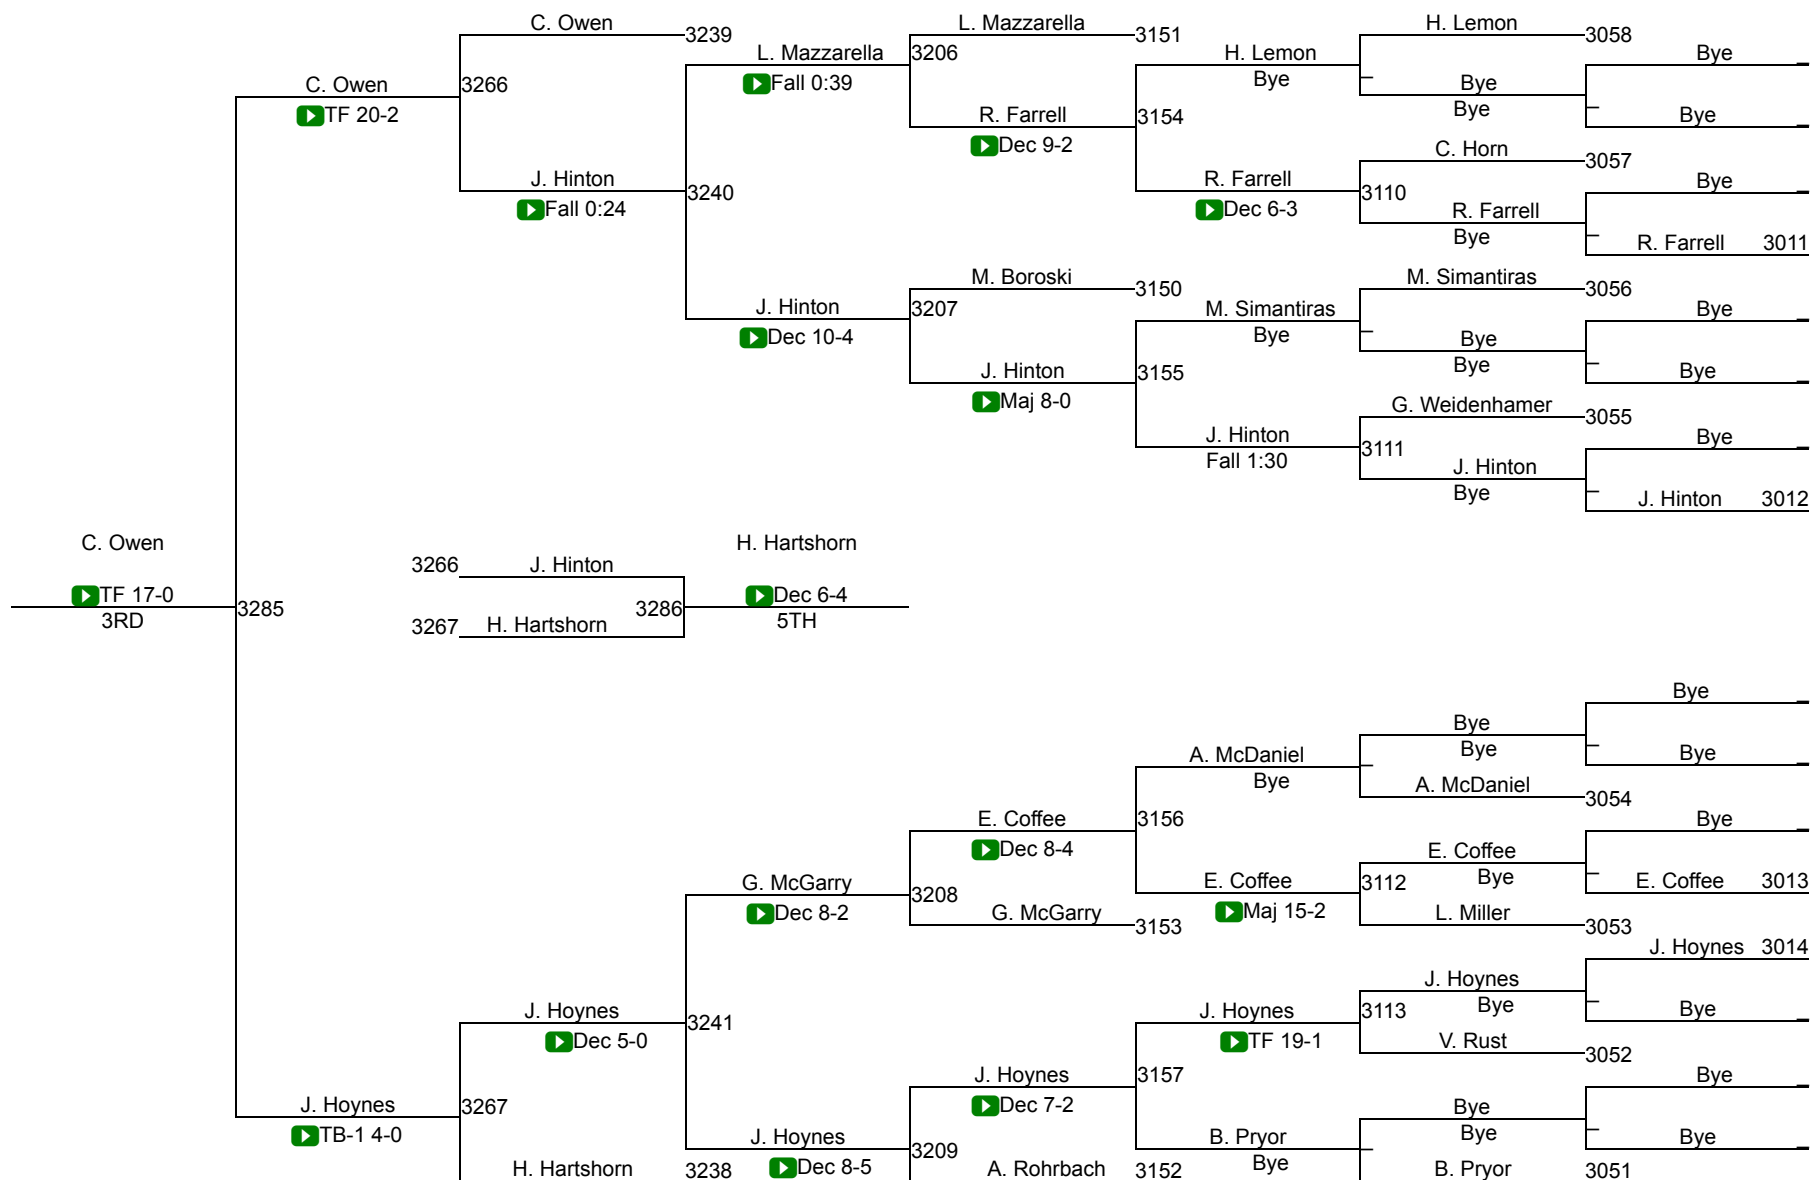 C. Owen
3239
L. Mazzarella
3151
H. Lemon
3058
L. Mazzarella
3206
H. Lemon
Bye
Fall 0:39
Bye
Bye
C. Owen
3266
Bye
TF 20-2
R. Farrell
3154
Bye
Dec 9-2
C. Horn
3057
J. Hinton
3240
R. Farrell
3110
Bye
Fall 0:24
Dec 6-3
R. Farrell
Bye
R. Farrell 3011
M. Boroski
3150
M. Simantiras
3056
J. Hinton
3207
M. Simantiras
Bye
Dec 10-4
Bye
Bye
Bye
J. Hinton
3155
Bye
Maj 8-0
G. Weidenhamer
3055
J. Hinton
3111
Bye
Fall 1:30
J. Hinton
Bye
J. Hinton 3012
C. Owen
H. Hartshorn
3266
J. Hinton
TF 17-0
3285
3286
Dec 6-4
3RD
3267
H. Hartshorn
5TH
Bye
Bye
Bye
A. McDaniel
Bye
Bye
A. McDaniel
3054
E. Coffee
3156
Bye
Dec 8-4
E. Coffee
Bye
G. McGarry
3208
E. Coffee
3112
E. Coffee 3013
Dec 8-2
G. McGarry
3153
Maj 15-2
L. Miller
3053
J. Hoynes 3014
J. Hoynes
3241
J. Hoynes
3113
J. Hoynes
Bye
Bye
Dec 5-0
TF 19-1
V. Rust
3052
J. Hoynes
3157
Bye
J. Hoynes
3267
Dec 7-2
Bye
Bye
TB-1 4-0
J. Hoynes
3209
B. Pryor
Bye
Bye
H. Hartshorn
3238
Dec 8-5
A. Rohrbach
3152
B. Pryor
3051